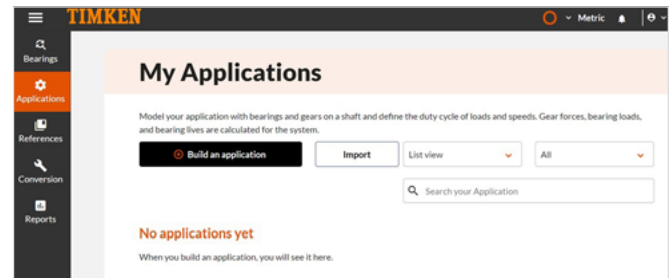 TIMKEN
Metric
Bearings
Applications
References
Conversion
Reports
My Applications
Model your application with bearings and gears on a shaft and define the duty cycle of loads and speeds. Gear forces, bearing loads,
and bearing lives are calculated for the system.
Build an application
Import
List view
All
Search your Application
No applications yet
When you build an application, you will see it here.